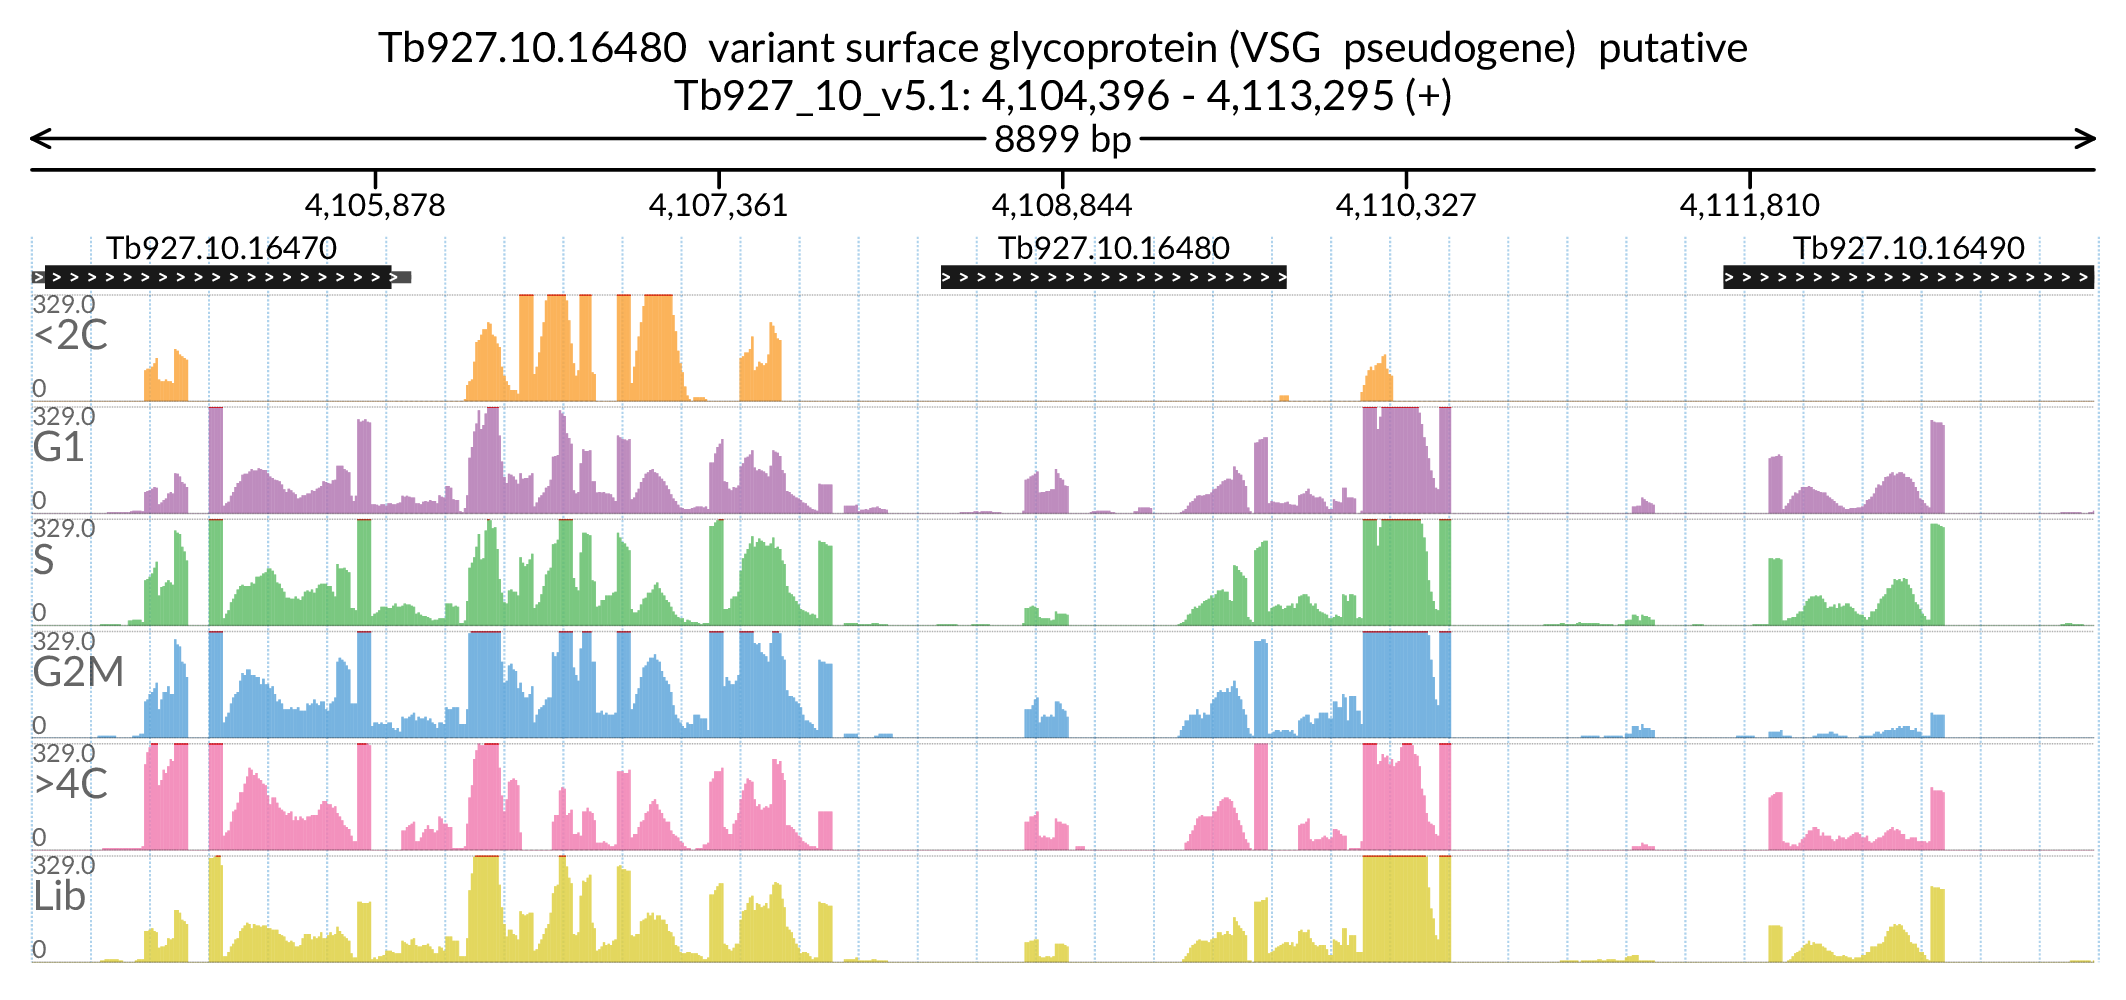 Tb927.10.16480 variant surface glycoprotein (VSG pseudogene) putative
Tb927_10_v5.1: 4,104,396 - 4,113,295 (+)
8899 bp
4,105,878 4,107,361 4,108,844 4,110,327 4,111,810
Tb927.10.16470 Tb927.10.16480 Tb927.10.16490
329.0
<2C
0
329.0
G1
0
329.0
S
0
329.0
G2M
0
329.0
>4C
0
329.0
Lib
0